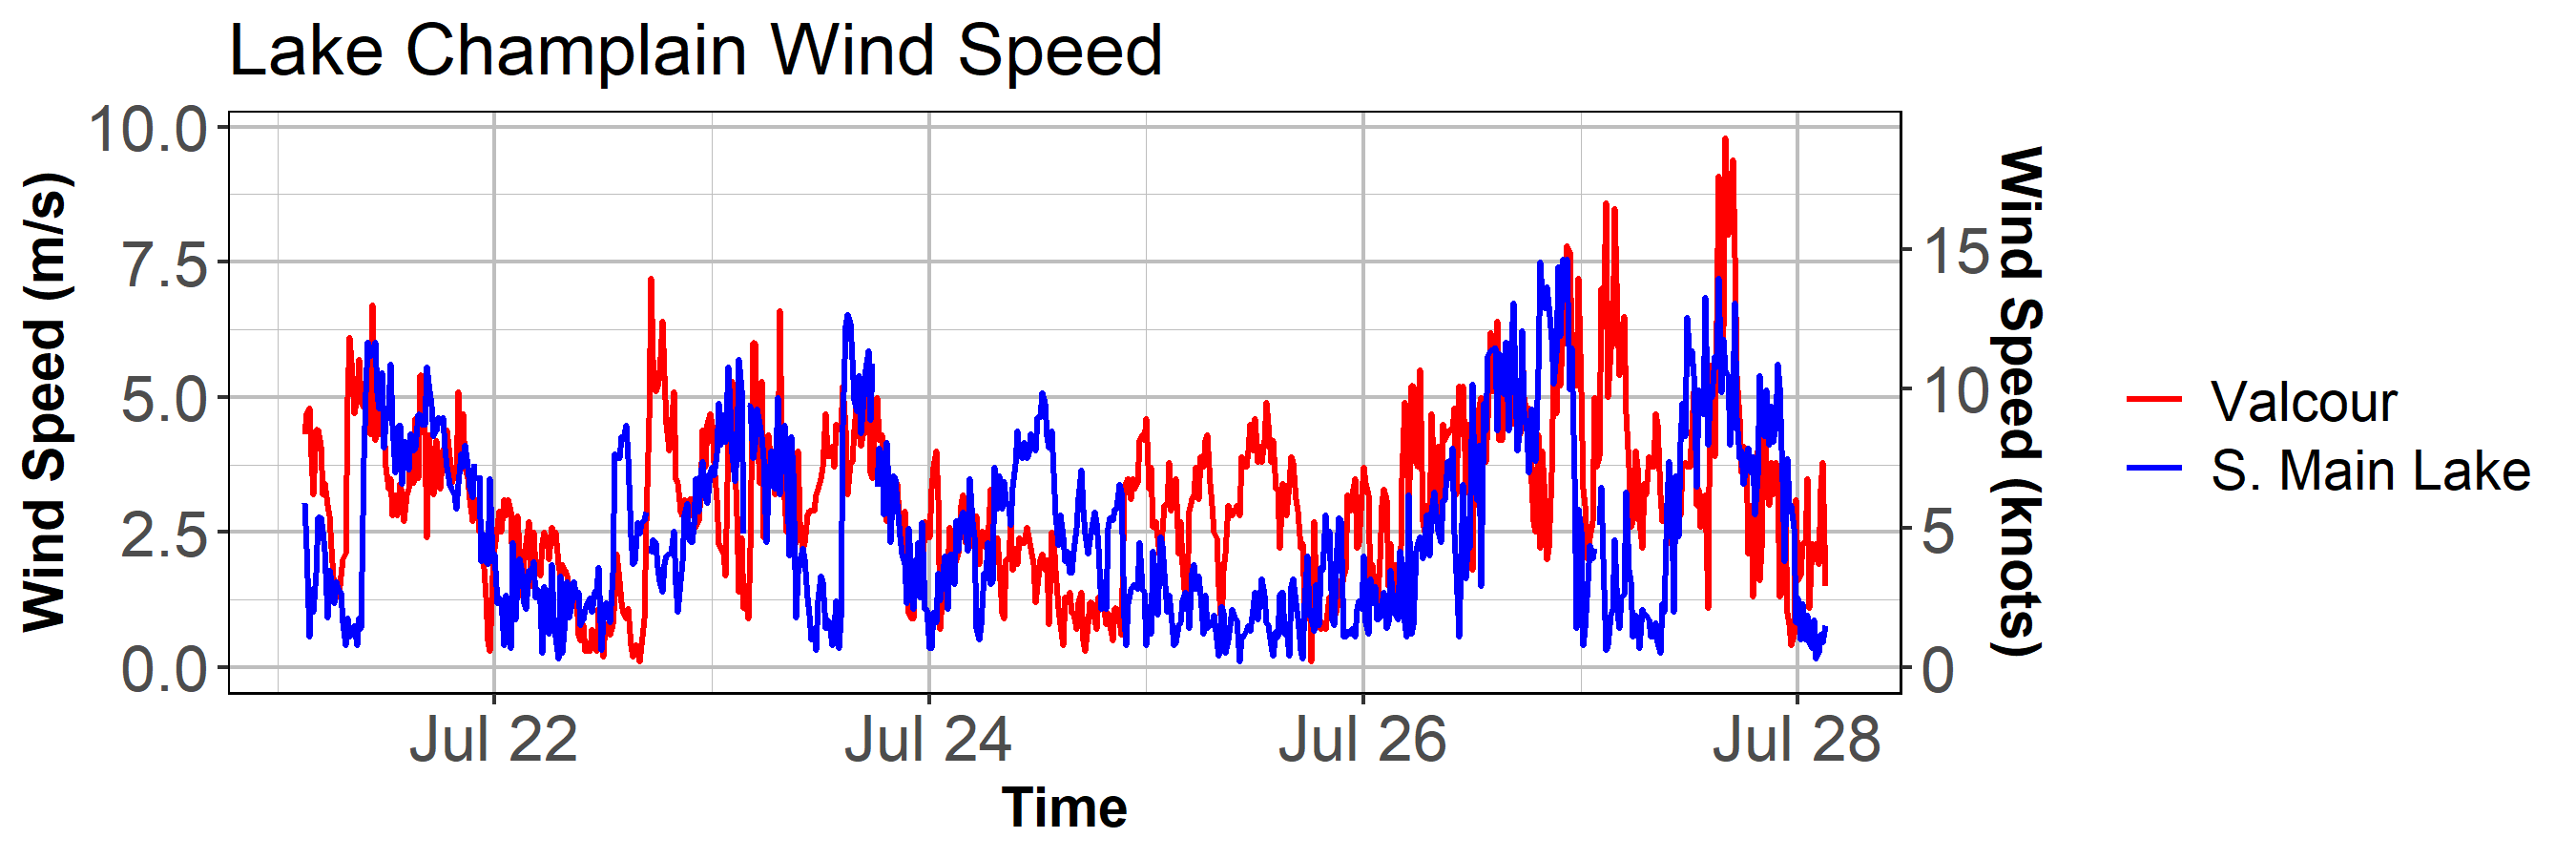 Lake Champlain Wind Speed
Wind Speed (m/s)
10.0
7.5
5.0
2.5
0.0
Wind Speed (knots)
15
10
5
0
Jul 22
Jul 24
Jul 26
Jul 28
Time
Valcour
S. Main Lake